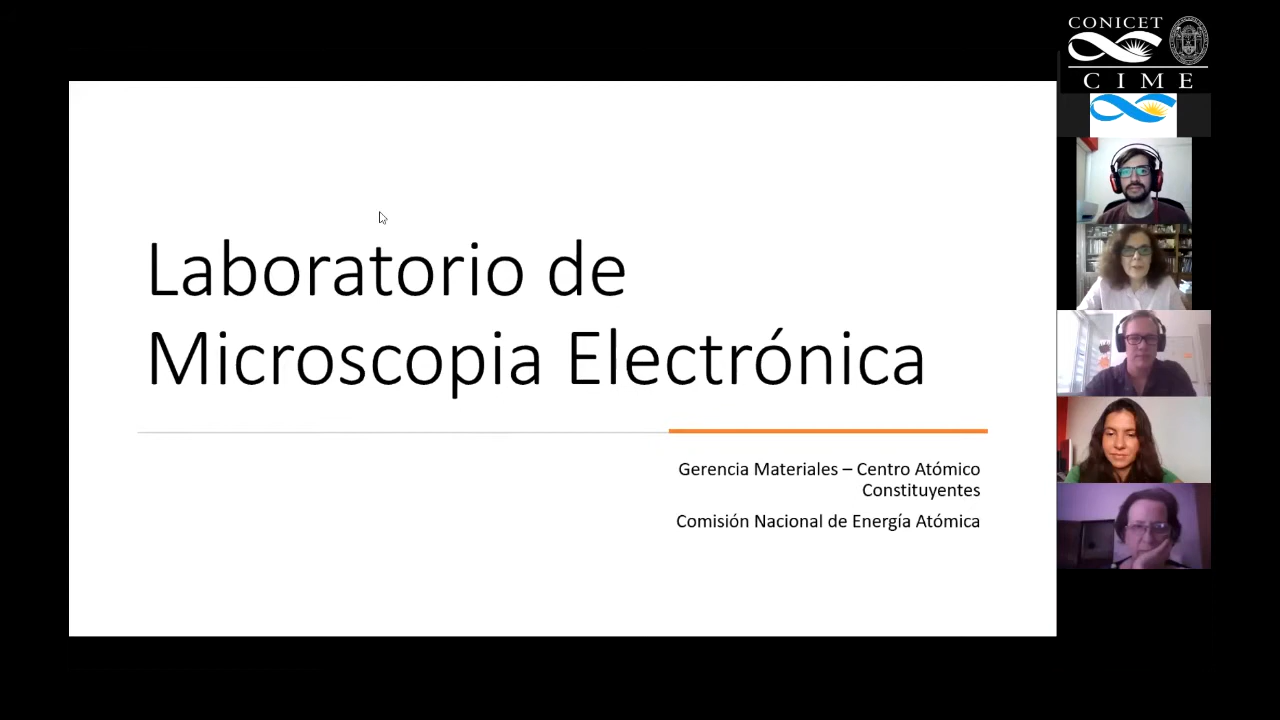 CONICET
CIME
Laboratorio de
Microscopia Electrónica
Gerencia Materiales – Centro Atómico
Constituyentes
Comisión Nacional de Energía Atómica